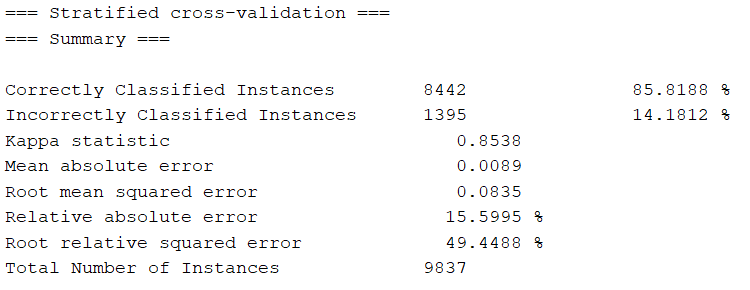 === Stratified cross-validation ===
=== Summary ===
Correctly Classified Instances 8442 85.8188 %
Incorrectly Classified Instances 1395 14.1812 %
Kappa statistic 0.8538
Mean absolute error 0.0089
Root mean squared error 0.0835
Relative absolute error 15.5995 %
Root relative squared error 49.4488 %
Total Number of Instances 9837